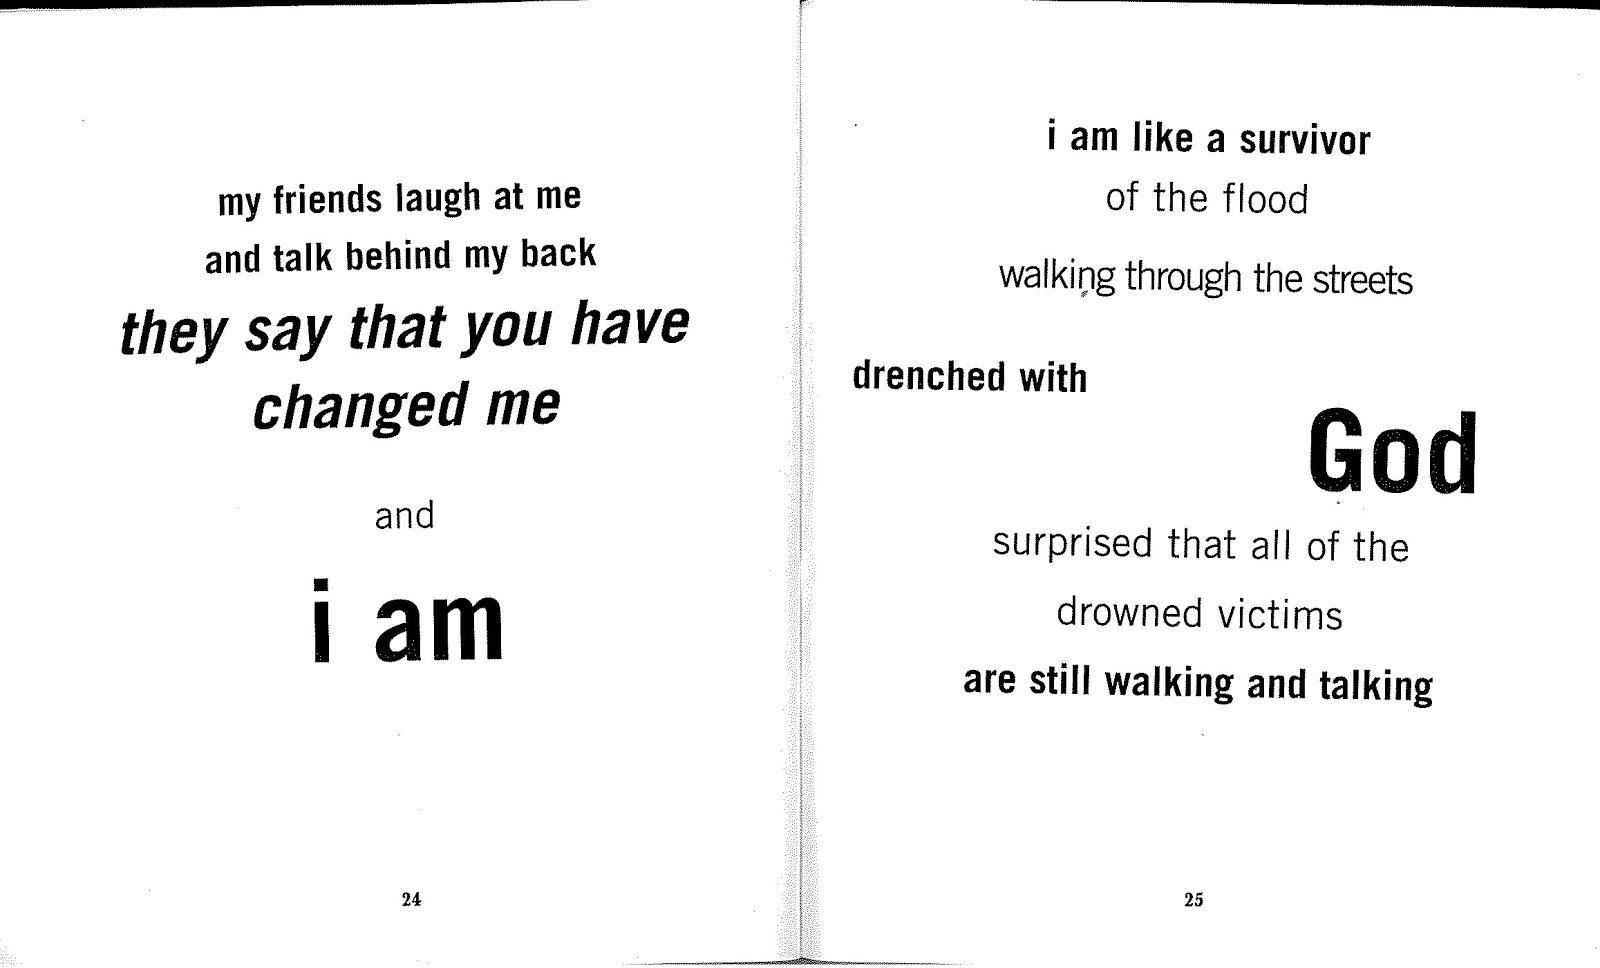 my friends laugh at me
and talk behind my back
they say that you have
changed me
and
i am
24
i am like a survivor
of the flood
walking through the streets
drenched with
God
surprised that all of the
drowned victims
are still walking and talking
25